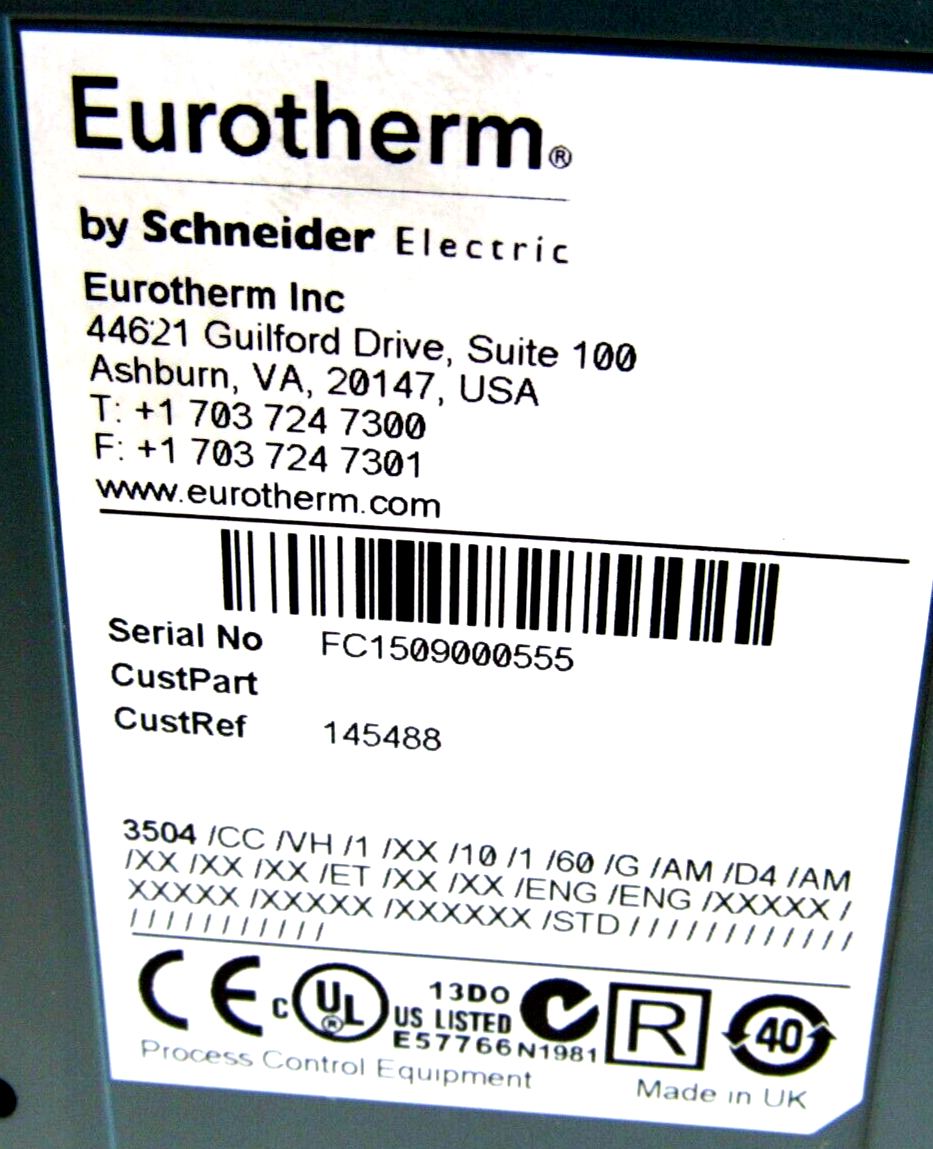 Eurotherm®
by Schneider Electric
Eurotherm Inc
44621 Guilford Drive, Suite 100
Ashburn, VA, 20147, USA
T: +1 703 724 7300
F: +1 703 724 7301
www.eurotherm.com
Serial No FC1509000555
CustPart
CustRef 145488
3504 /CC /VH /1 /XX /10 /1 /60 /G /AM /D4 /AM
/XX /XX /XX /ET /XX /XX /ENG /ENG /XXXXX /
XXXXX /XXXXX /XXXXXX /STD / / / / / / / / / / / /
/ / / / / / / / / / /
CE C UL ® US LISTED 13DO E57766 N1981 R 40
Process Control Equipment
Made in UK